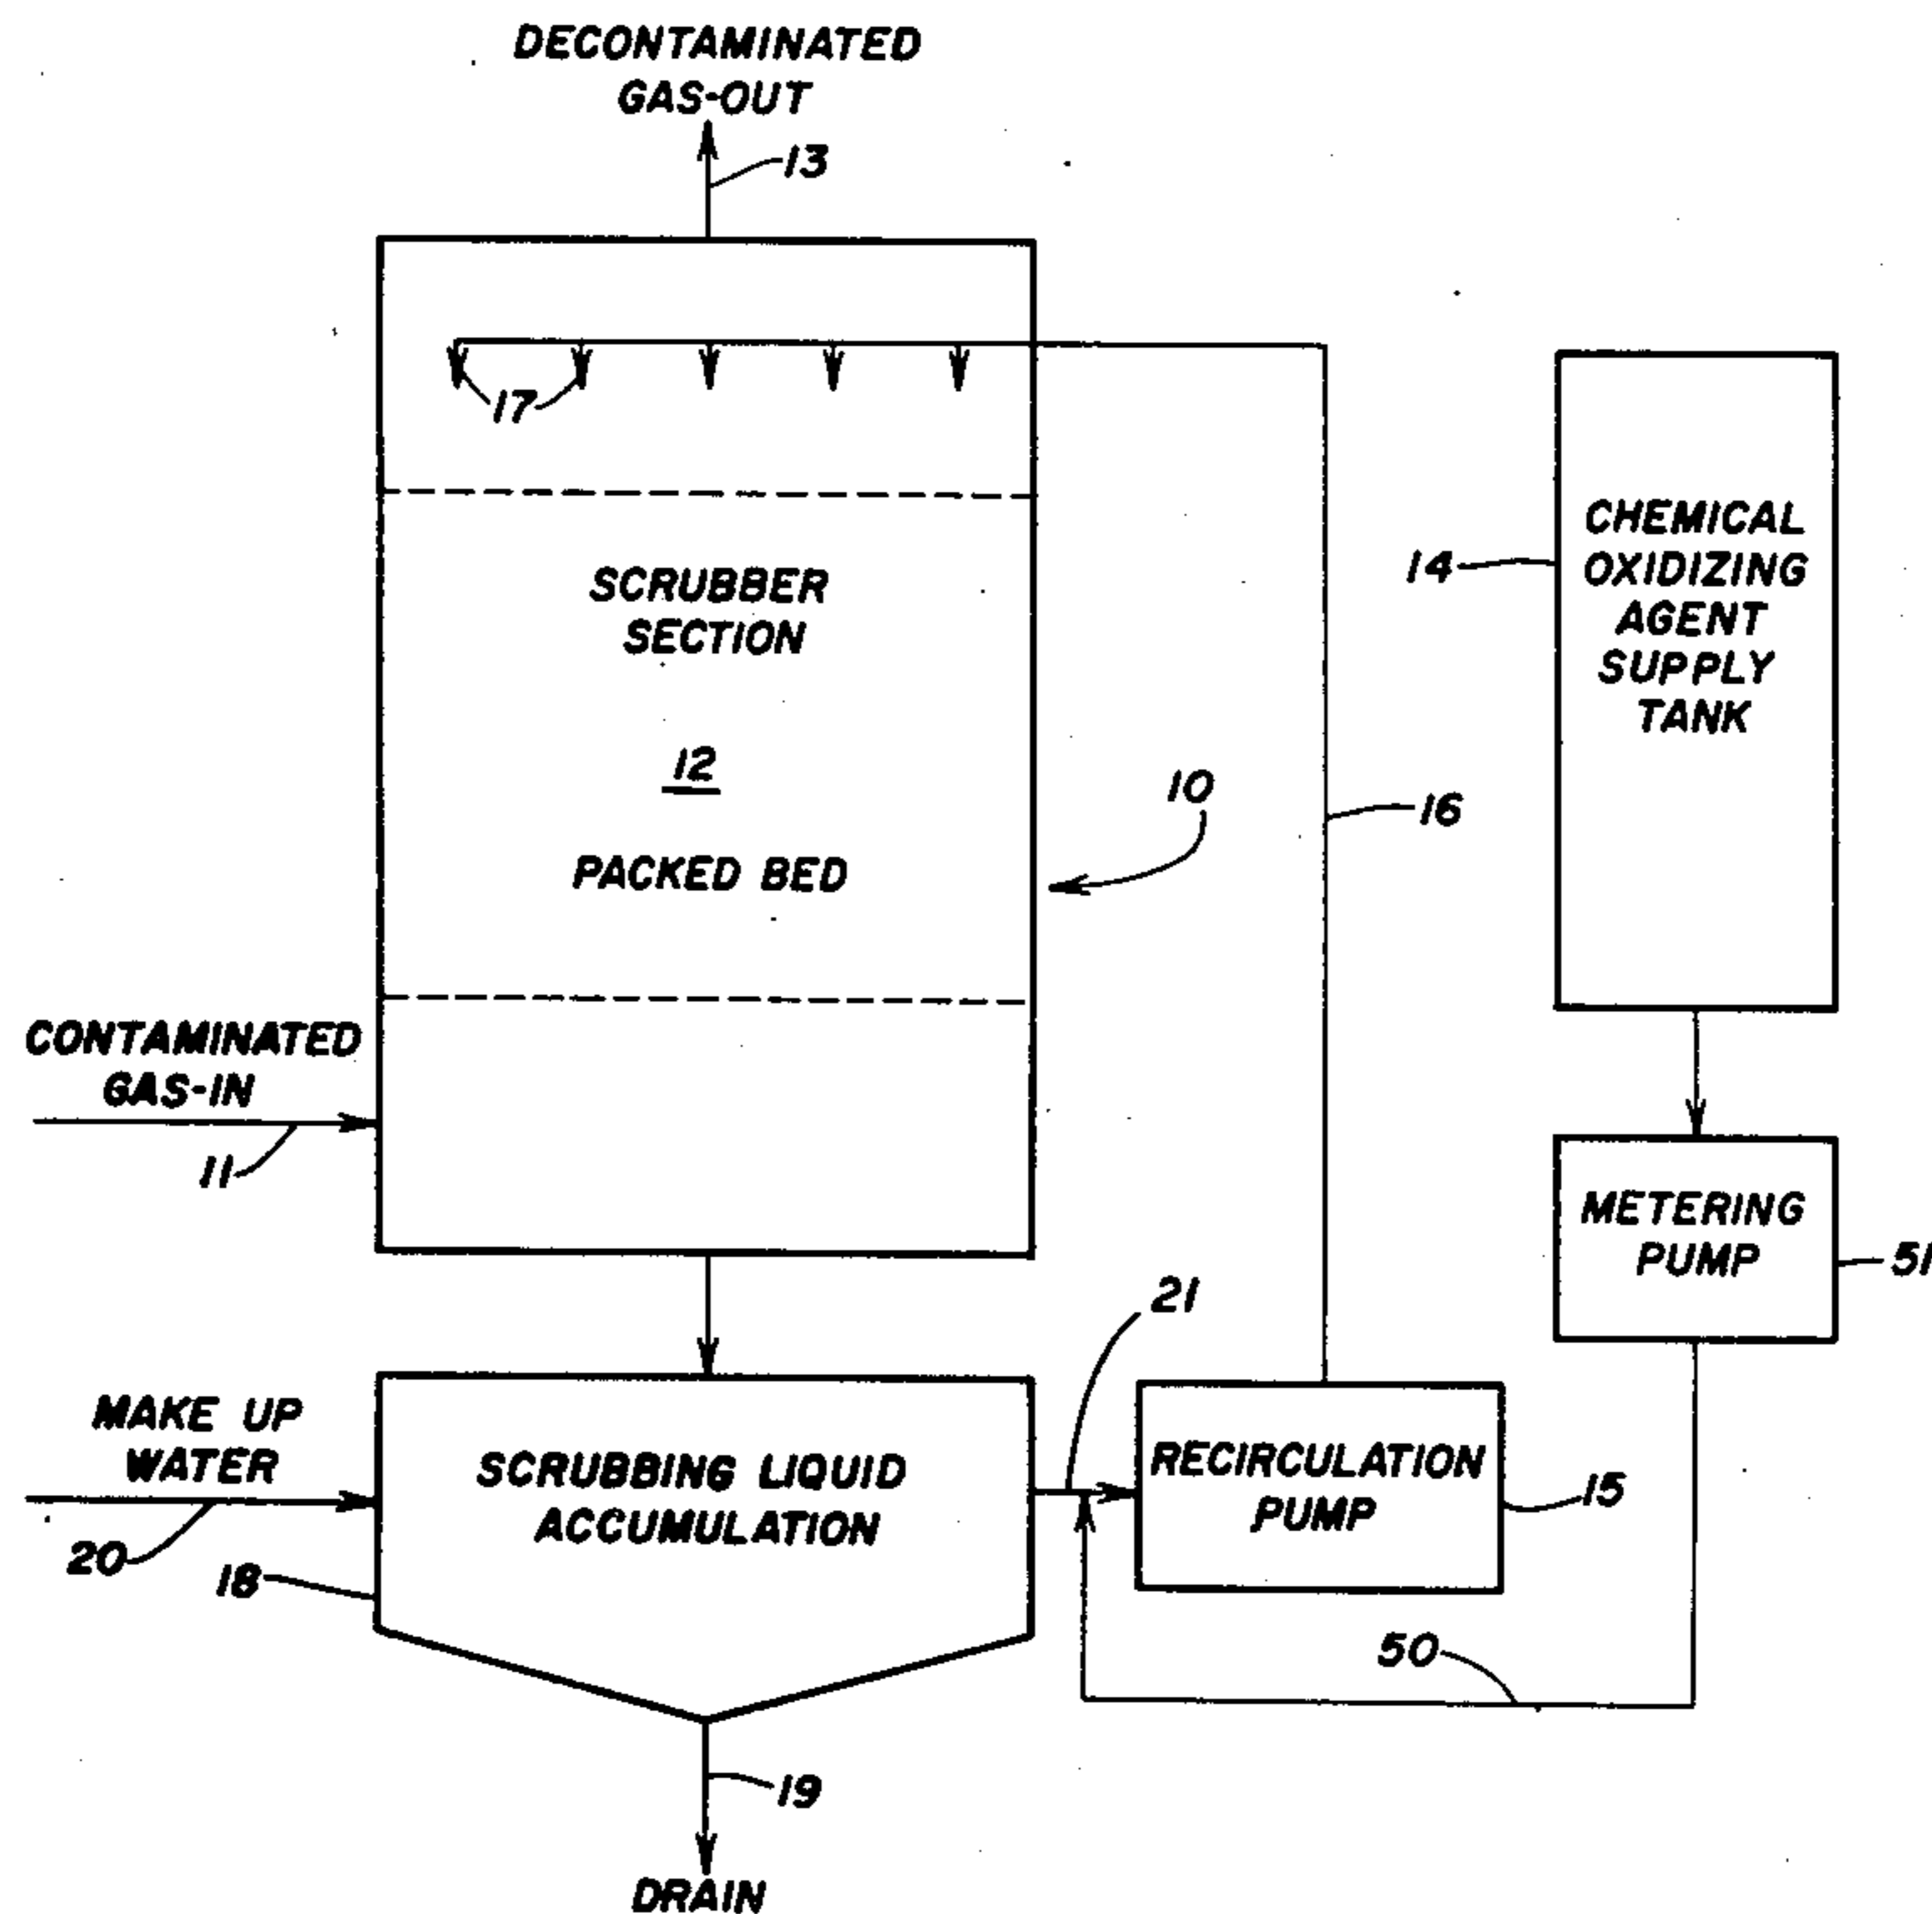 DECONTAMINATED
GAS-OUT
13
17
SCRUBBER
SECTION
12
PACKED BED
10
16
14
CHEMICAL
OXIDIZING
AGENT
SUPPLY
TANK
CONTAMINATED
GAS-IN
11
METERING
PUMP
51
21
MAKE UP
WATER
20
18
SCRUBBING LIQUID
ACCUMULATION
RECIRCULATION
PUMP
15
50
19
DRAIN